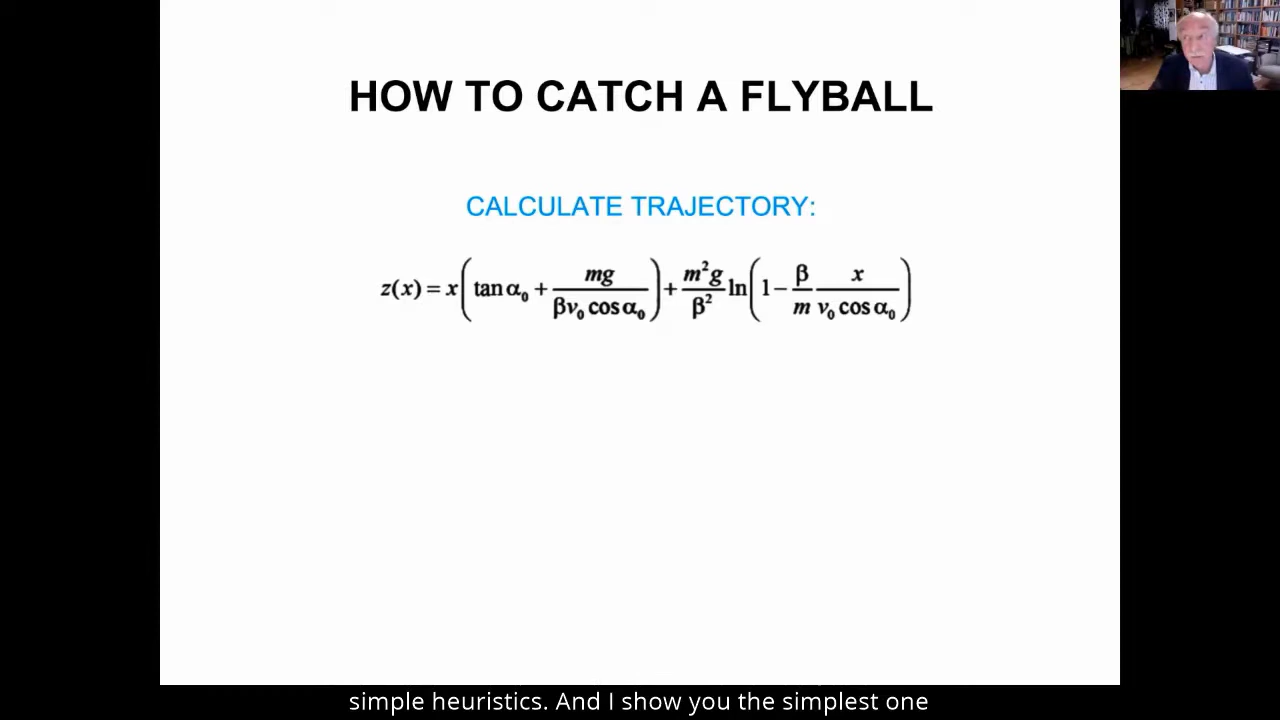 HOW TO CATCH A FLYBALL
CALCULATE TRAJECTORY:
z(x) = x(tan α₀ + mg/(βv₀ cos α₀)) + m²g/β² ln(1 − β/m x/(v₀ cos α₀))
simple heuristics. And I show you the simplest one